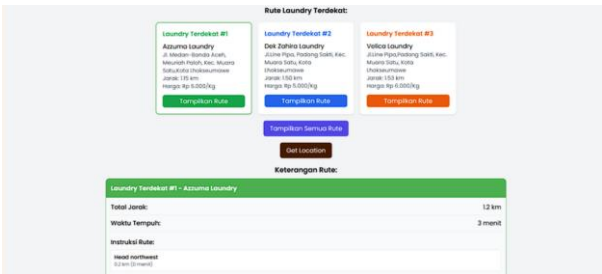 Rute Laundry Terdekat:
Laundry Terdekat #1
Azzuma Laundry
Jl. Medan-Banda Aceh,
Meunah Paloh, Kec. Muara
Satu,Kota Lhokseumawe
Jarak: 1.15 km
Harga: Rp 6.000/Kg
Tampilkan Rute
Laundry Terdekat #2
Dek Zahira Laundry
Jl.Line Pipa, Padang Sakti, Kec.
Muara Satu, Kota
Lhokseumawe
Jarak: 1.50 km
Harga: Rp 5.000/Kg
Tampilkan Rute
Laundry Terdekat #3
Velica Laundry
Jl.Line Pipa,Padang Sakti, Kec.
Muara Satu, Kota
Lhokseumawe
Jarak: 1.53 km
Harga: Rp 6.000/Kg
Tampilkan Rute
Tampilkan Semua Rute
Get Location
Keterangan Rute:
Laundry Terdekat #1 - Azzuma Laundry
Total Jarak: 1.2 km
Waktu Tempuh: 3 menit
Instruksi Rute:
Head northwest
0.2 km (0 menit)